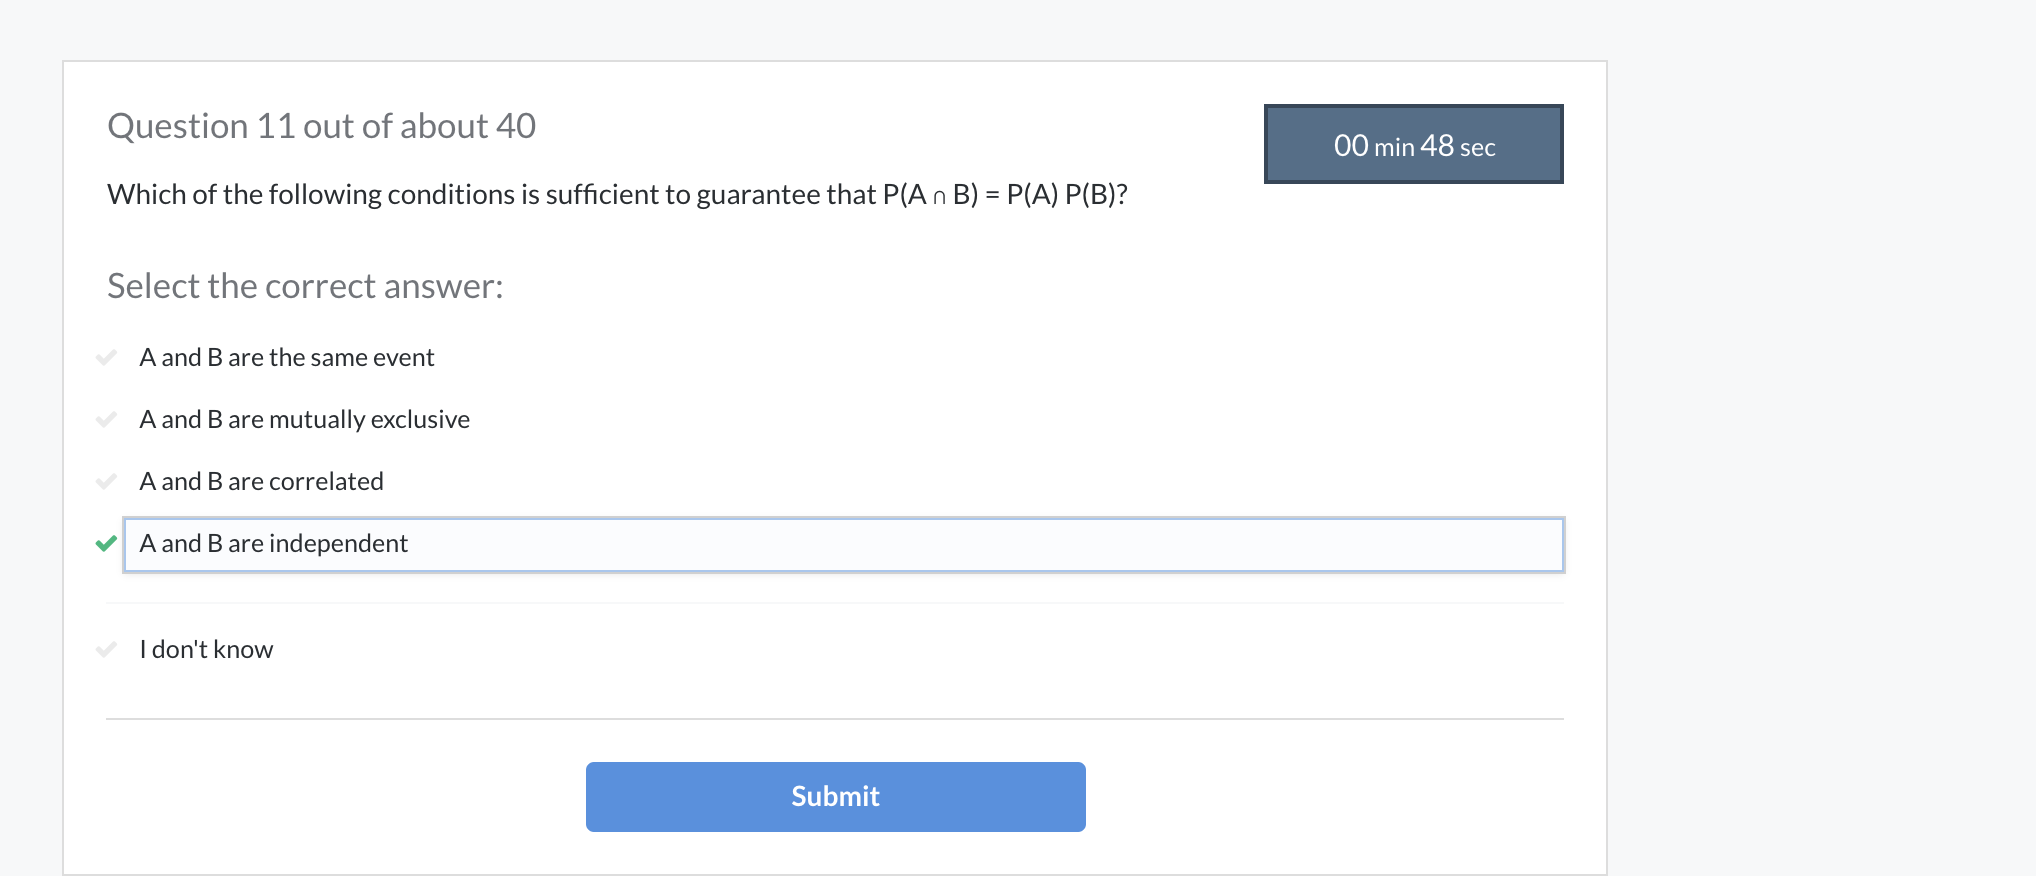 Question 11 out of about 40
00 min 48 sec
Which of the following conditions is sufficient to guarantee that P(A ∩ B) = P(A) P(B)?
Select the correct answer:
A and B are the same event
A and B are mutually exclusive
A and B are correlated
A and B are independent
I don't know
Submit